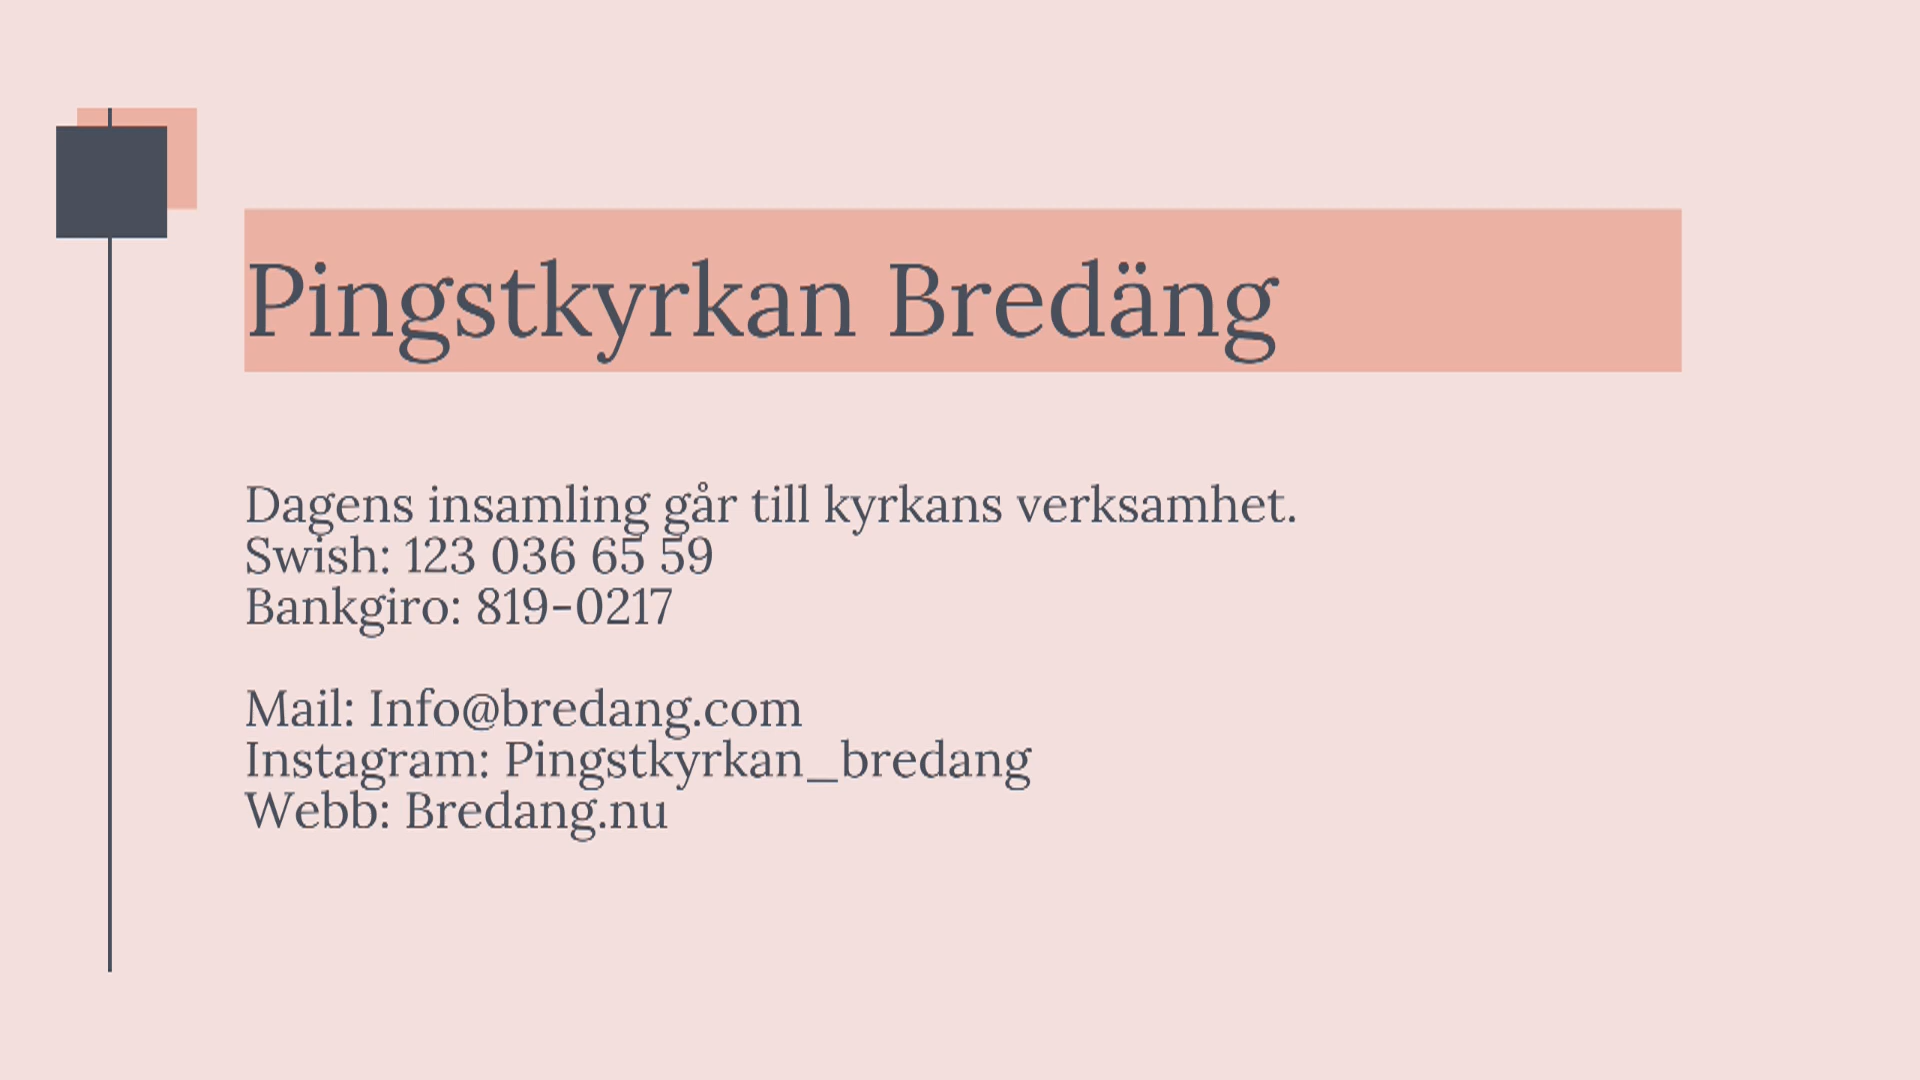 Pingstkyrkan Bredäng
Dagens insamling går till kyrkans verksamhet.
Swish: 123 036 65 59
Bankgiro: 819-0217
Mail: Info@bredang.com
Instagram: Pingstkyrkan_bredang
Webb: Bredang.nu